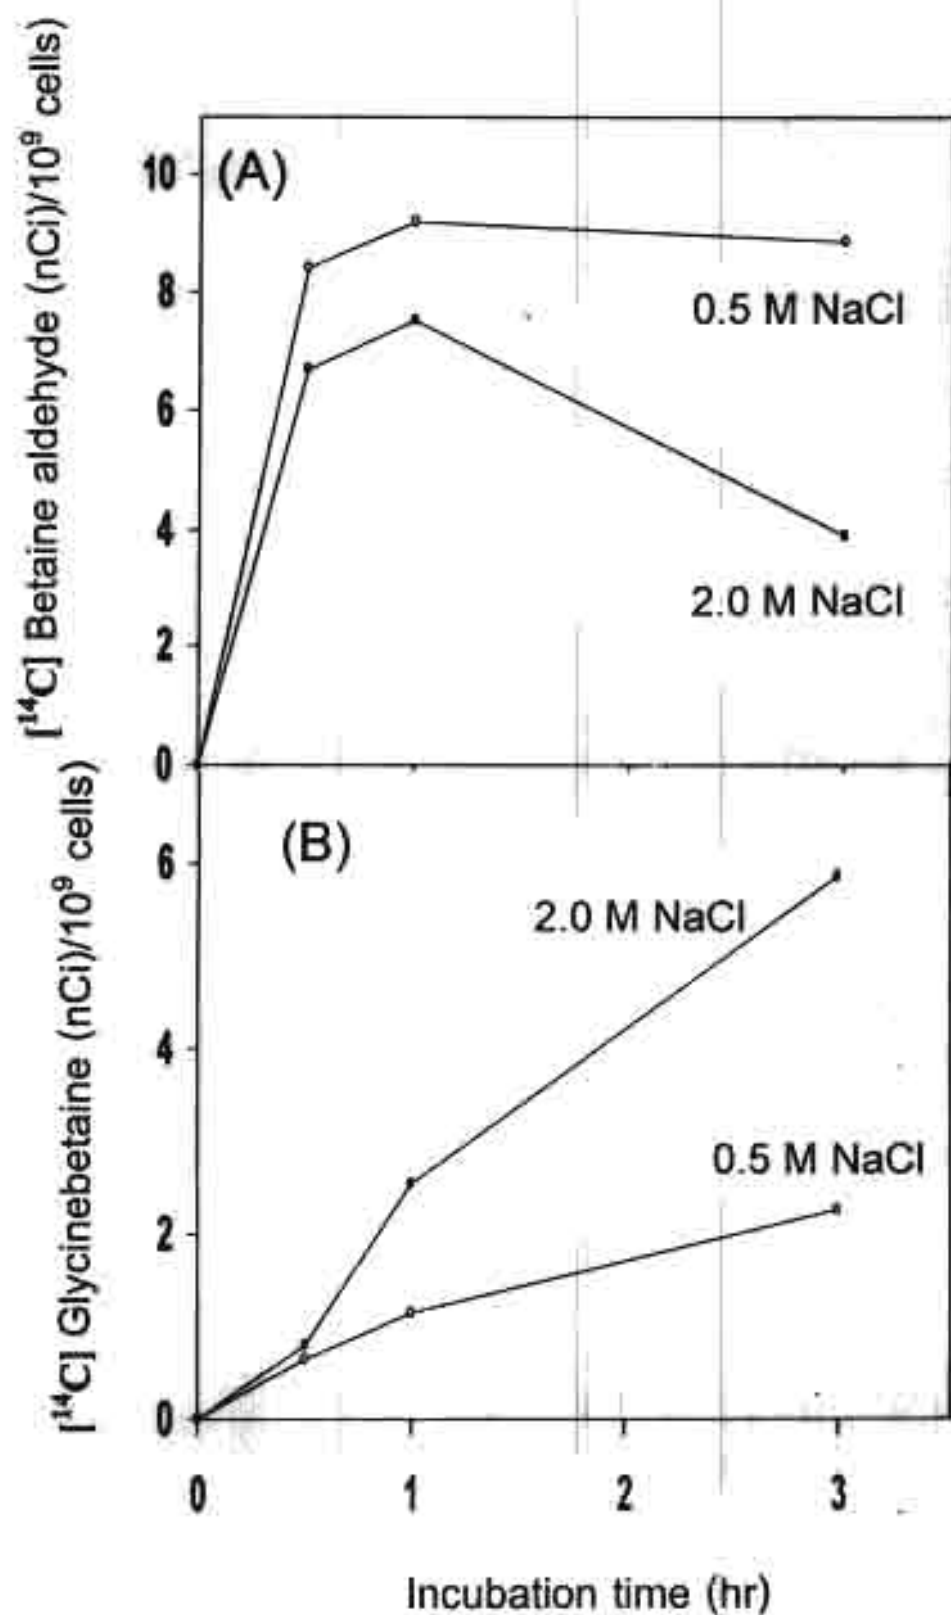 [¹⁴C] Betaine aldehyde (nCi)/10⁹ cells)
(A)
10
8
6
4
2
0
0.5 M NaCl
2.0 M NaCl
[¹⁴C] Glycinebetaine (nCi)/10⁹ cells)
(B)
6
4
2
0
2.0 M NaCl
0.5 M NaCl
0 1 2 3
Incubation time (hr)